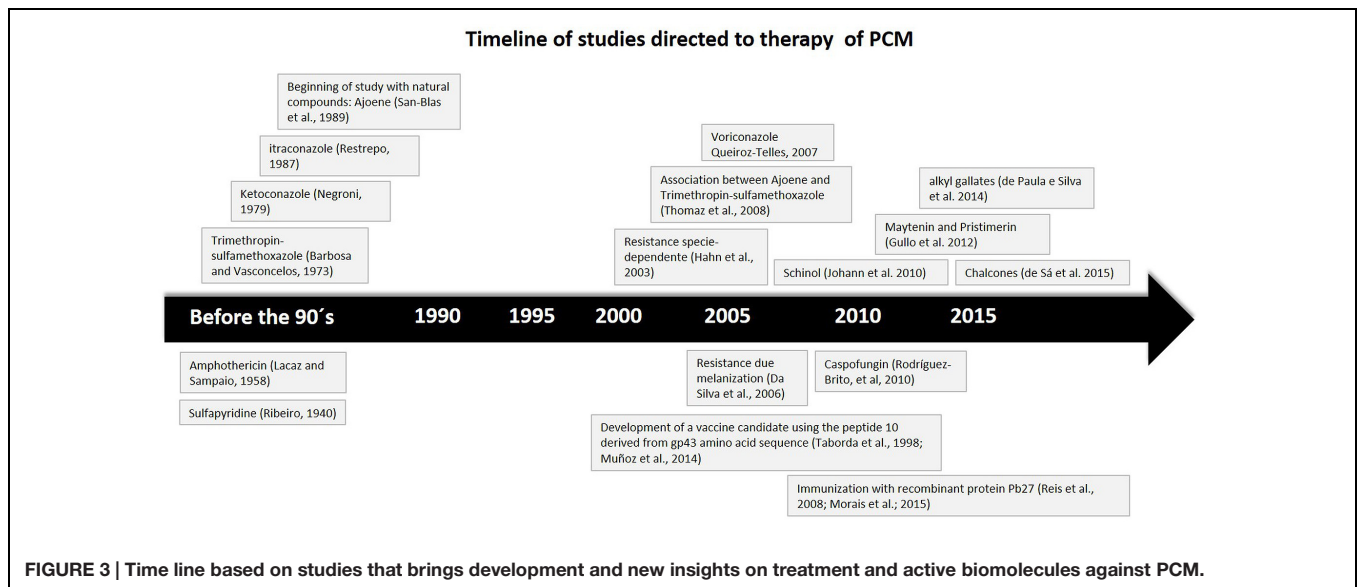 Timeline of studies directed to therapy of PCM
Beginning of study with natural
compounds: Ajoene (San-Blas
et al., 1989)
itraconazole (Restrepo,
1987)
Ketoconazole (Negroni,
1979)
Trimethropin-
sulfamethoxazole (Barbosa
and Vasconcelos, 1973)
Voriconazole
Queiroz-Telles, 2007
Association between Ajoene and
Trimethropin-sulfamethoxazole
(Thomaz et al., 2008)
Resistance specie-
dependente (Hahn et al.,
2003)
alkyl gallates (de Paula e Silva
et al. 2014)
Maytenin and Pristimerin
(Gullo et al. 2012)
Schinol (Johann et al. 2010)
Chalcones (de Sá et al. 2015)
Before the 90´s 1990 1995 2000 2005 2010 2015
Amphothericin (Lacaz and
Sampaio, 1958)
Sulfapyridine (Ribeiro, 1940)
Resistance due
melanization (Da
Silva et al., 2006)
Caspofungin (Rodríguez-
Brito, et al, 2010)
Development of a vaccine candidate using the peptide 10
derived from gp43 amino acid sequence (Taborda et al., 1998;
Muñoz et al., 2014)
Immunization with recombinant protein Pb27 (Reis et al.,
2008; Morais et al.; 2015)
FIGURE 3 | Time line based on studies that brings development and new insights on treatment and active biomolecules against PCM.